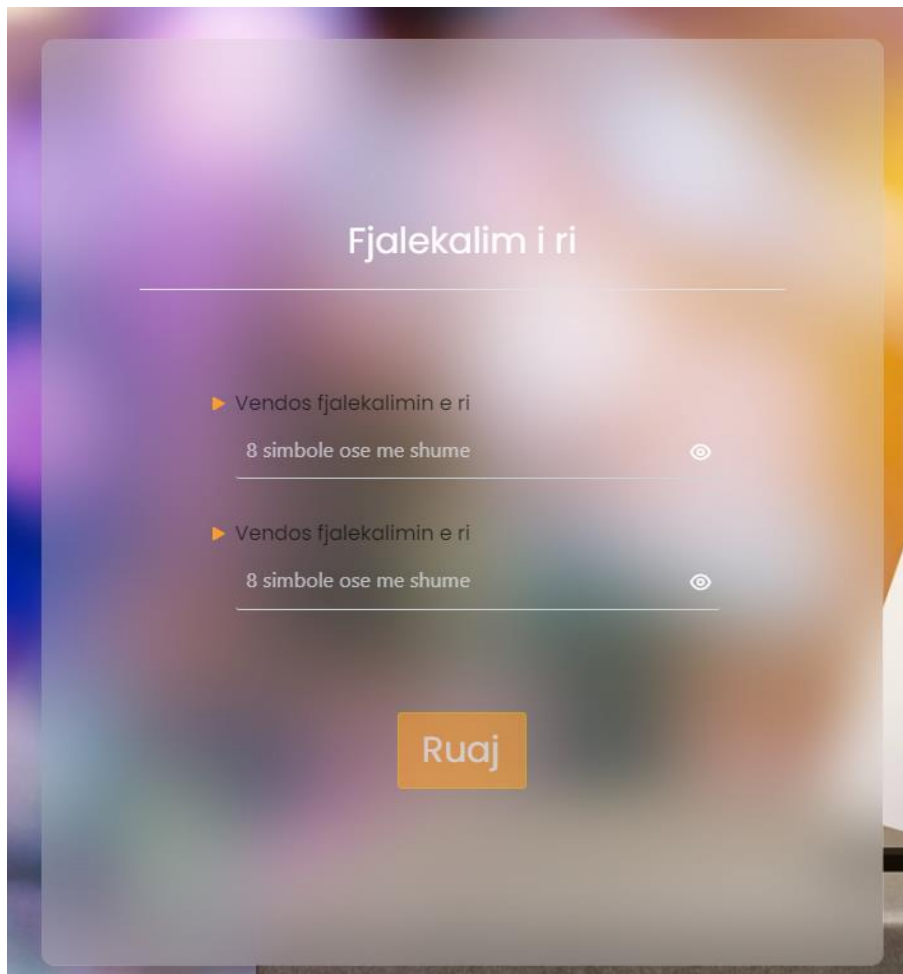 Fjalekalim i ri
Vendos fjalekalimin e ri
8 simbole ose me shume
Vendos fjalekalimin e ri
8 simbole ose me shume
Ruaj